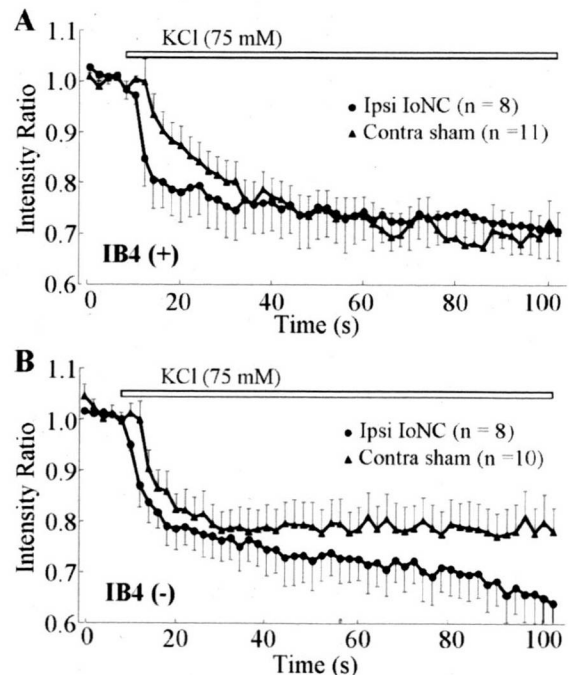 A
KCl (75 mM)
1.1
1.0
0.9
0.8
0.7
0.6
Intensity Ratio
● Ipsi IoNC (n = 8)
▲ Contra sham (n =11)
IB4 (+)
0 20 40 60 80 100
Time (s)
B
KCl (75 mM)
1.1
1.0
0.9
0.8
0.7
0.6
Intensity Ratio
● Ipsi IoNC (n = 8)
▲ Contra sham (n =10)
IB4 (-)
0 20 40 60 80 100
Time (s)